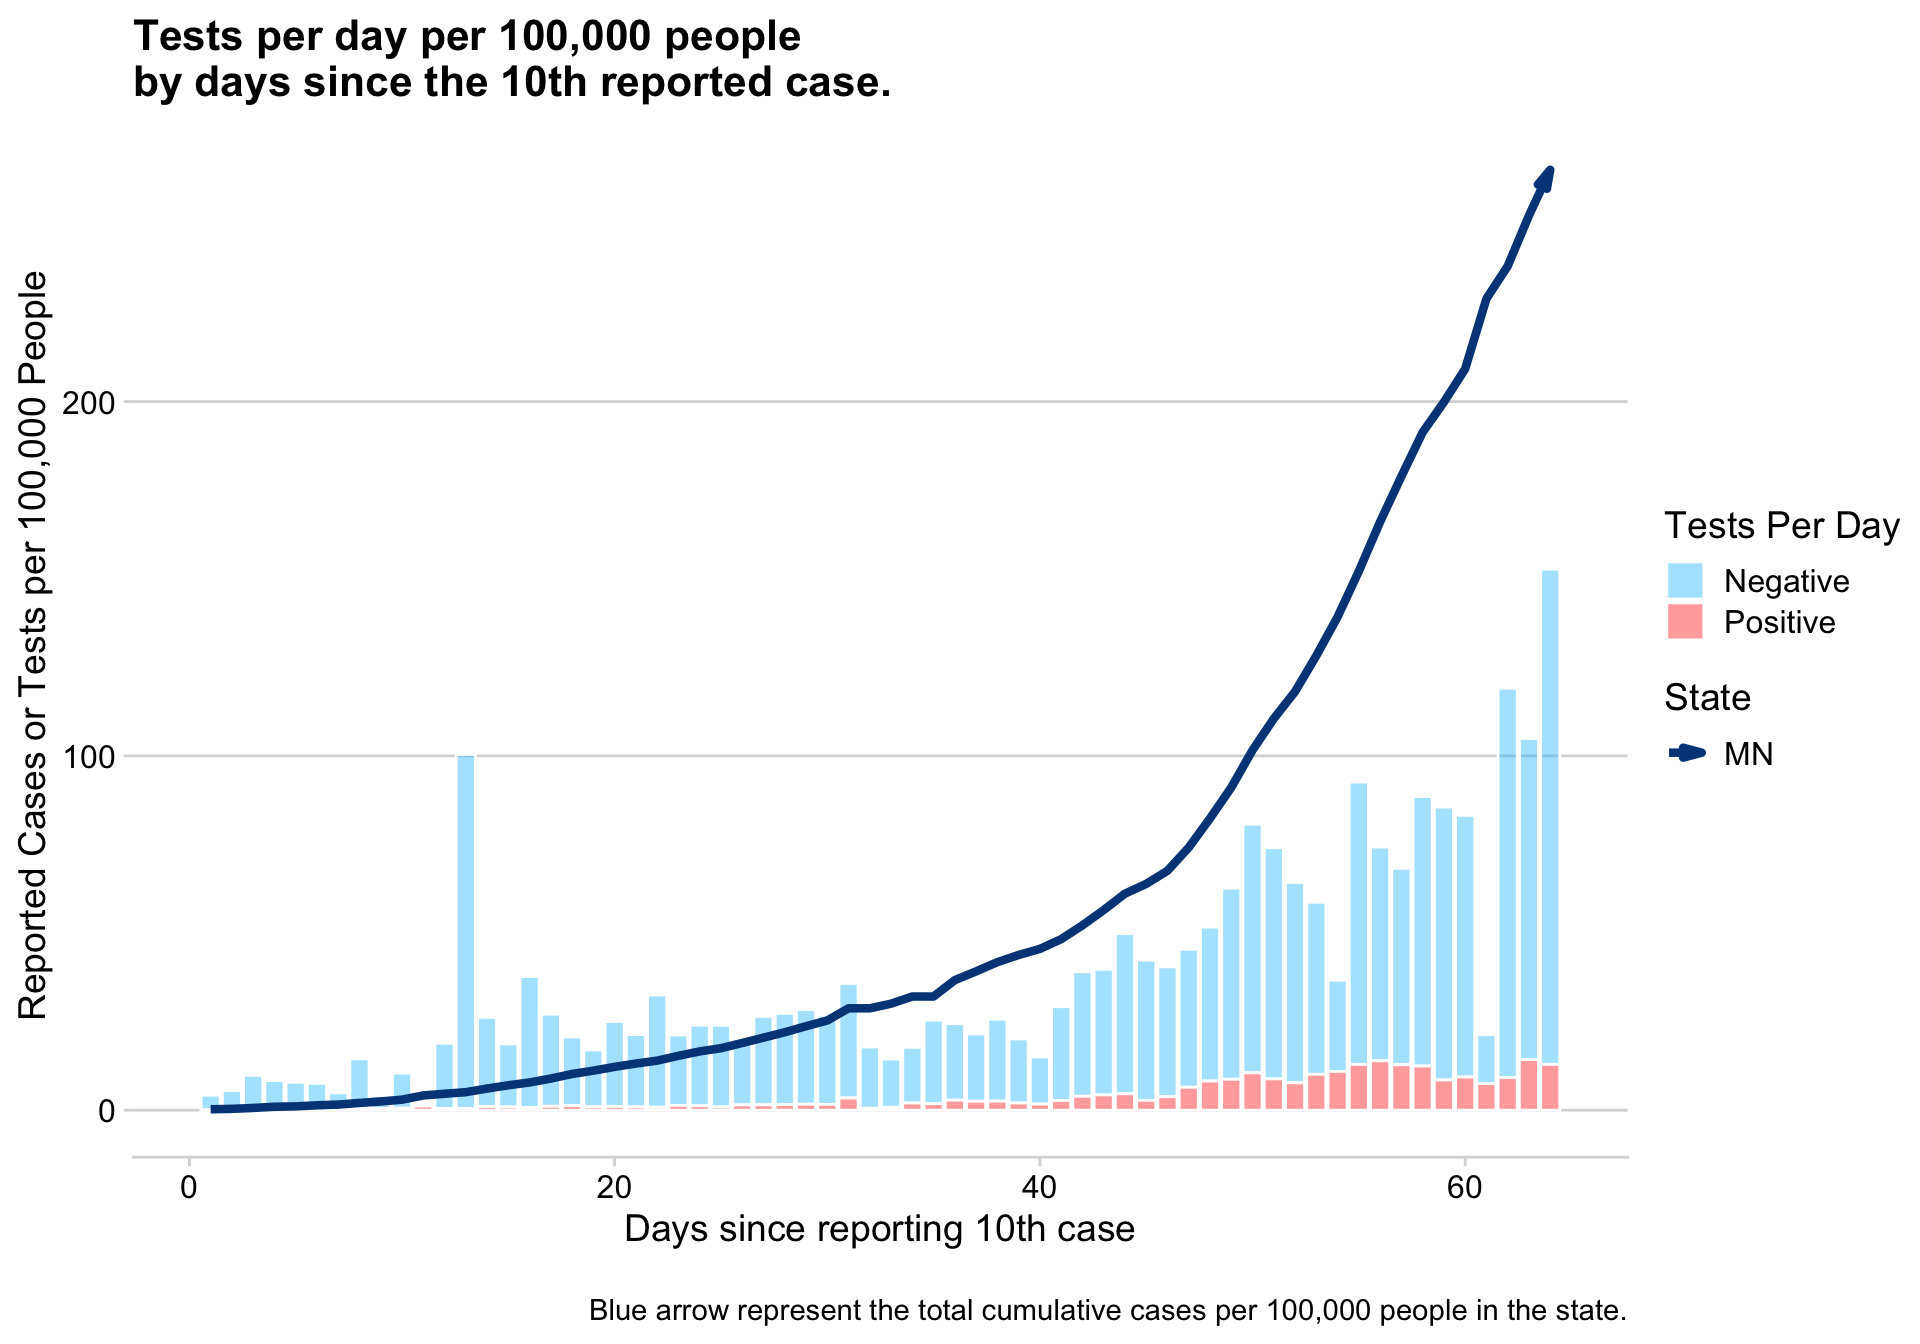 Tests per day per 100,000 people
by days since the 10th reported case.
Reported Cases or Tests per 100,000 People
200
100
0
0
20
40
60
Days since reporting 10th case
Tests Per Day
Negative
Positive
State
MN
Blue arrow represent the total cumulative cases per 100,000 people in the state.